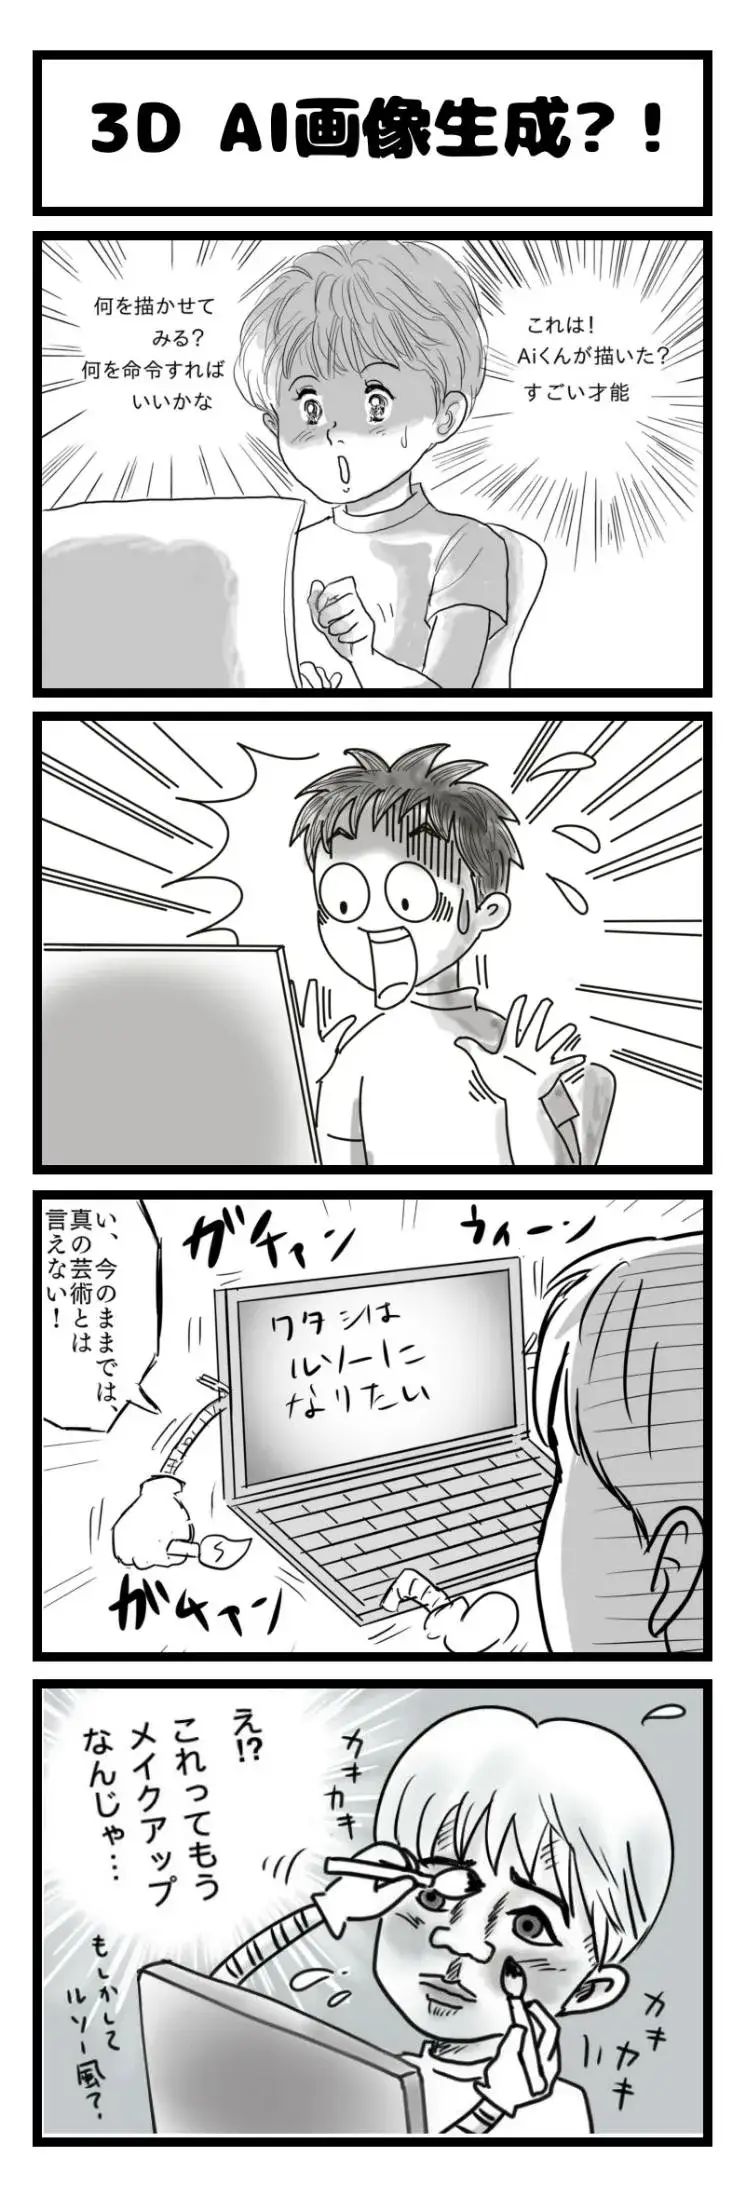 3D AI画像生成?!
これは!
Aiくんが描いた?
すごい才能
何を描かせて
みる?
何を命令すれば
いいかな
ガチャン
ウィーン
ワタシは
ルソーに
なりたい
い、今のままでは、
真の芸術とは
言えない!
ガチャン
え!?
これってもう
メイクアップ
なんじゃ…
カキカキ
もしかして
ルソー風?
カキ
カキ